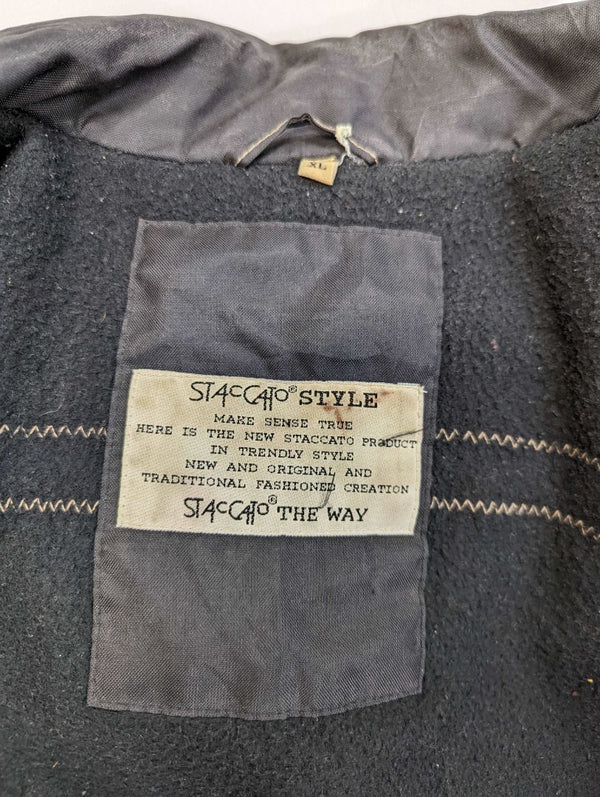 XL
STACCATO® STYLE
MAKE SENSE TRUE
HERE IS THE NEW STACCATO PRODUCT
IN TRENDLY STYLE
NEW AND ORIGINAL AND
TRADITIONAL FASHIONED CREATION
STACCATO® THE WAY